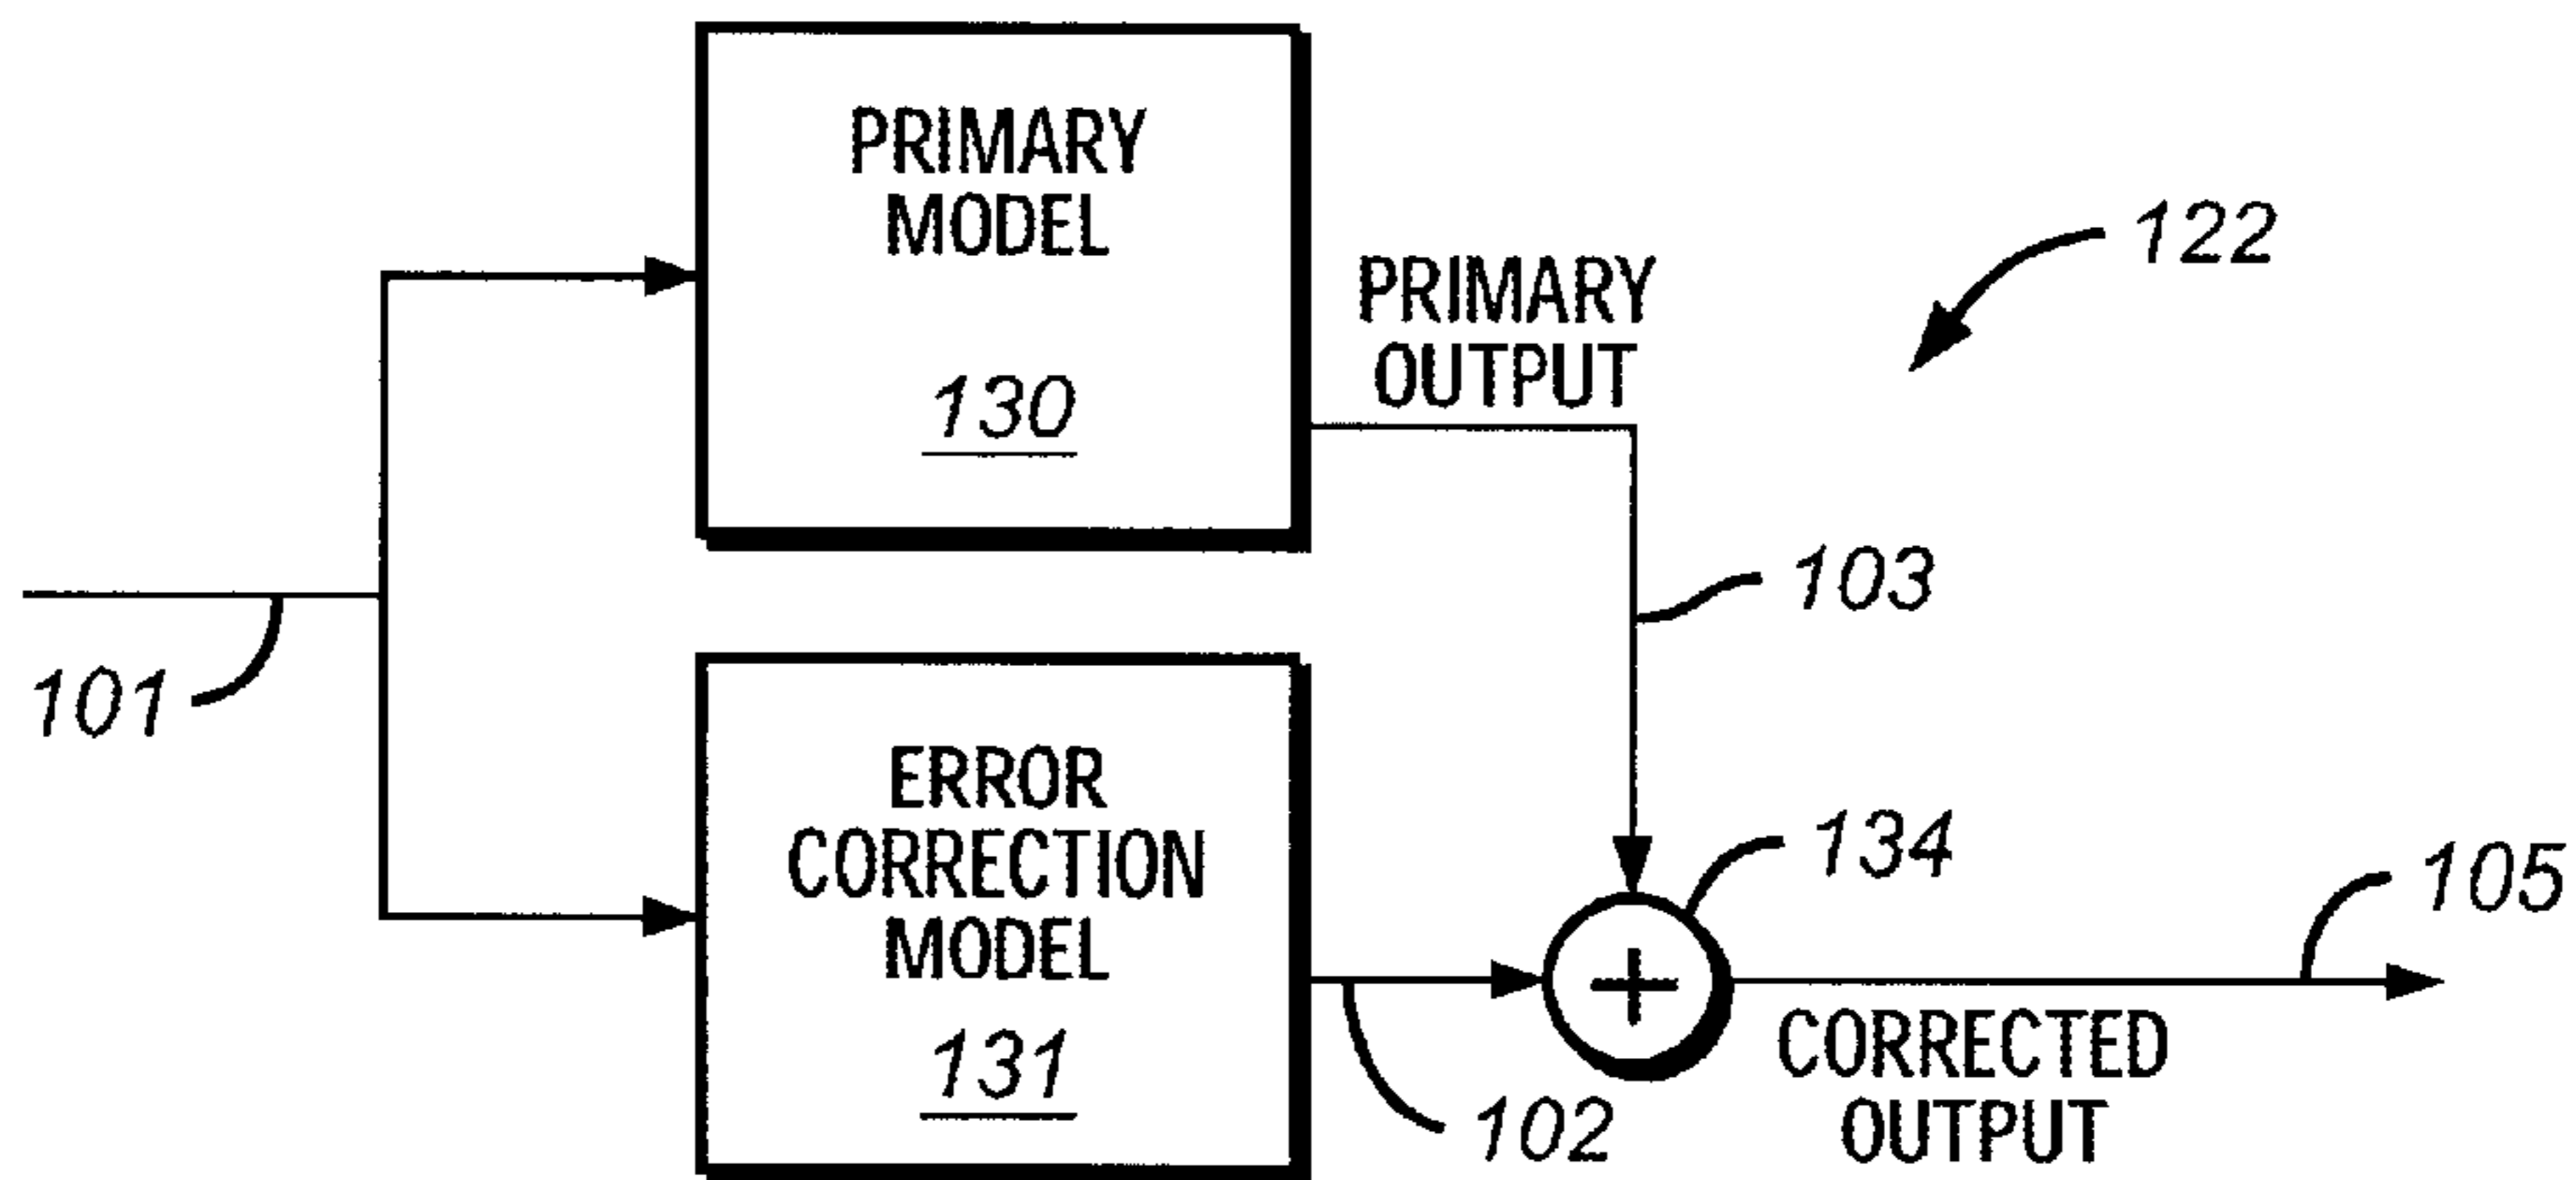 PRIMARY
MODEL
130
PRIMARY
OUTPUT
122
103
101
ERROR
CORRECTION
MODEL
131
134
105
102
CORRECTED
OUTPUT